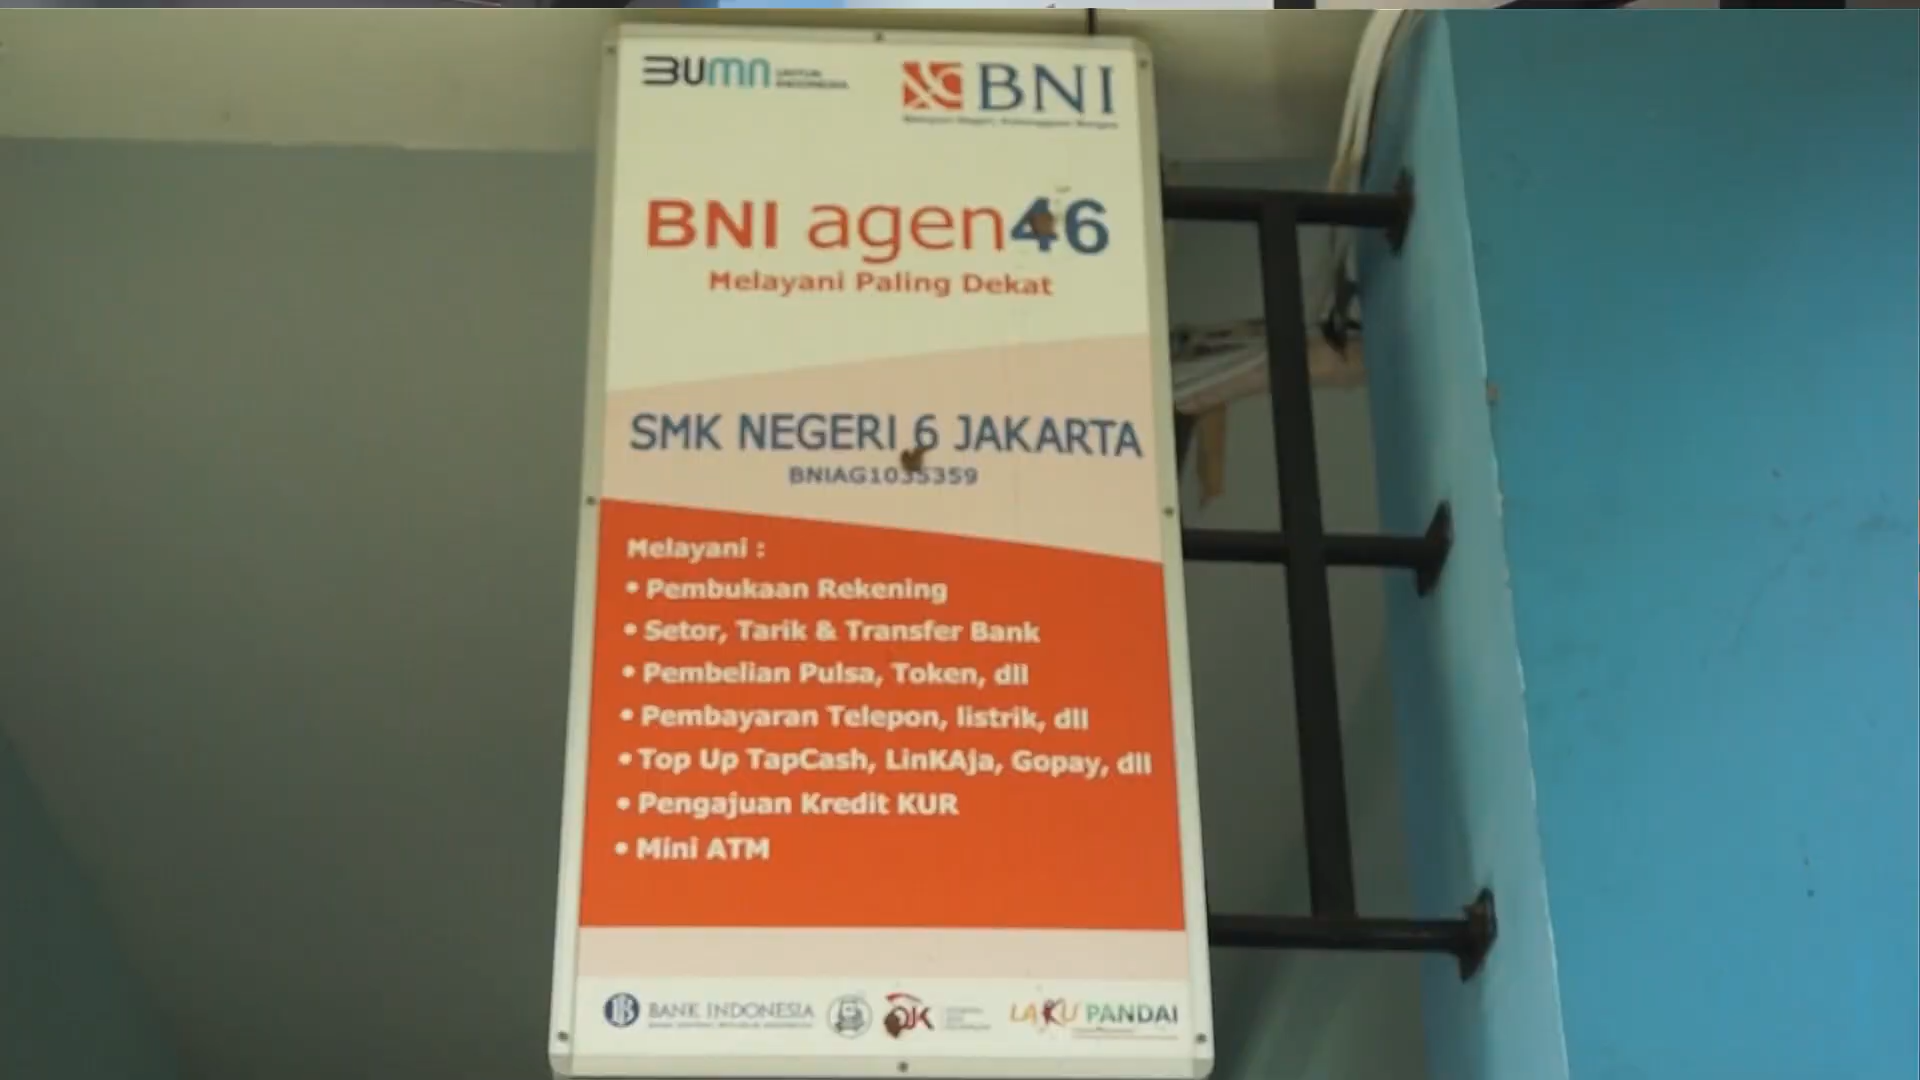 BUMN UNTUK INDONESIA
BNI
BNI agen46
Melayani Paling Dekat
SMK NEGERI 6 JAKARTA
BNIAG1035359
Melayani :
• Pembukaan Rekening
• Setor, Tarik & Transfer Bank
• Pembelian Pulsa, Token, dll
• Pembayaran Telepon, listrik, dll
• Top Up TapCash, LinKAja, Gopay, dll
• Pengajuan Kredit KUR
• Mini ATM
BANK INDONESIA
OJK
LAKU PANDAI